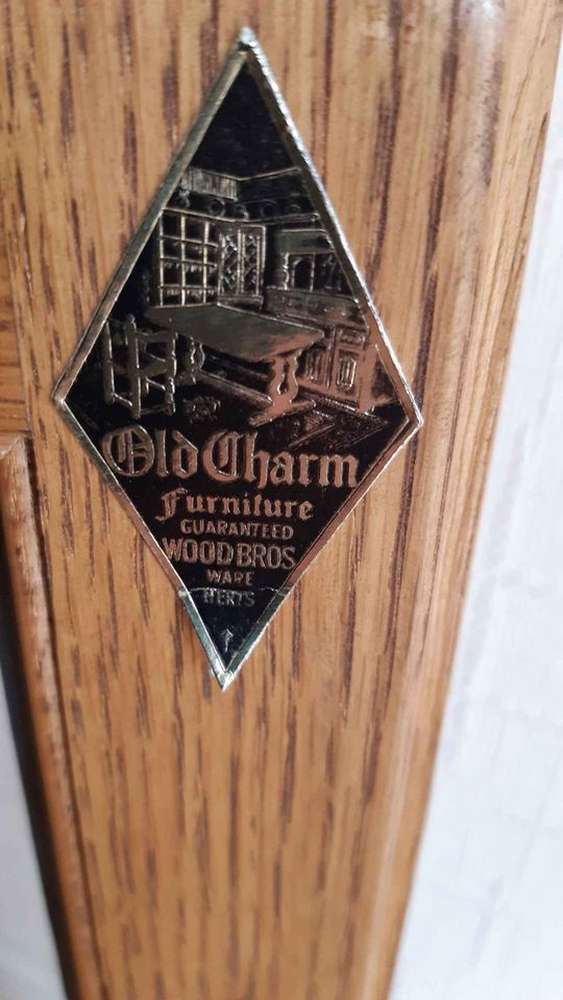 Old Charm
Furniture
GUARANTEED
WOOD BROS
WARE
HERTS